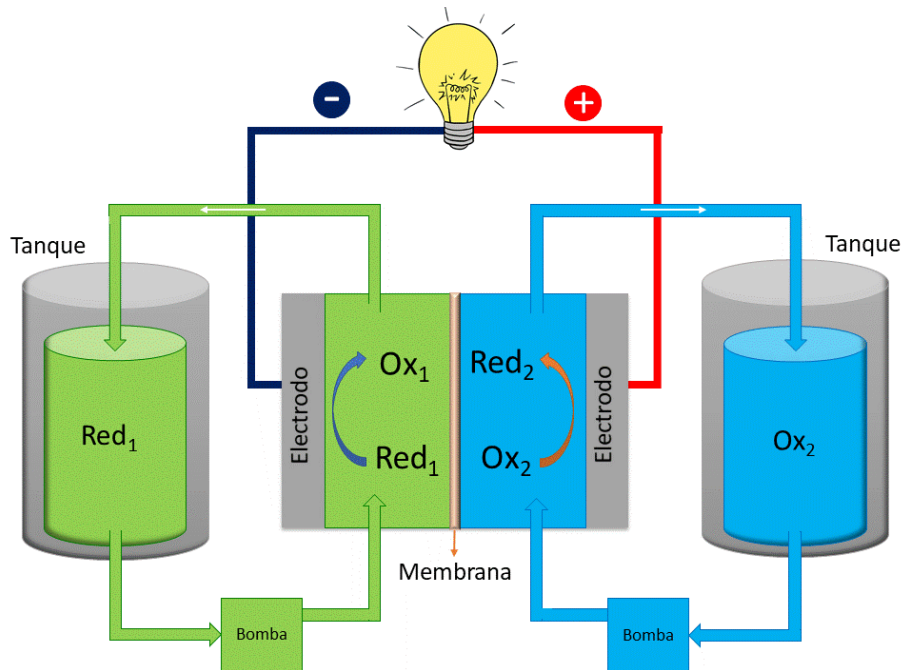 -
+
Tanque
Tanque
Red₁
Electrodo
Ox₁
Red₁
Red₂
Ox₂
Electrodo
Ox₂
Membrana
Bomba
Bomba